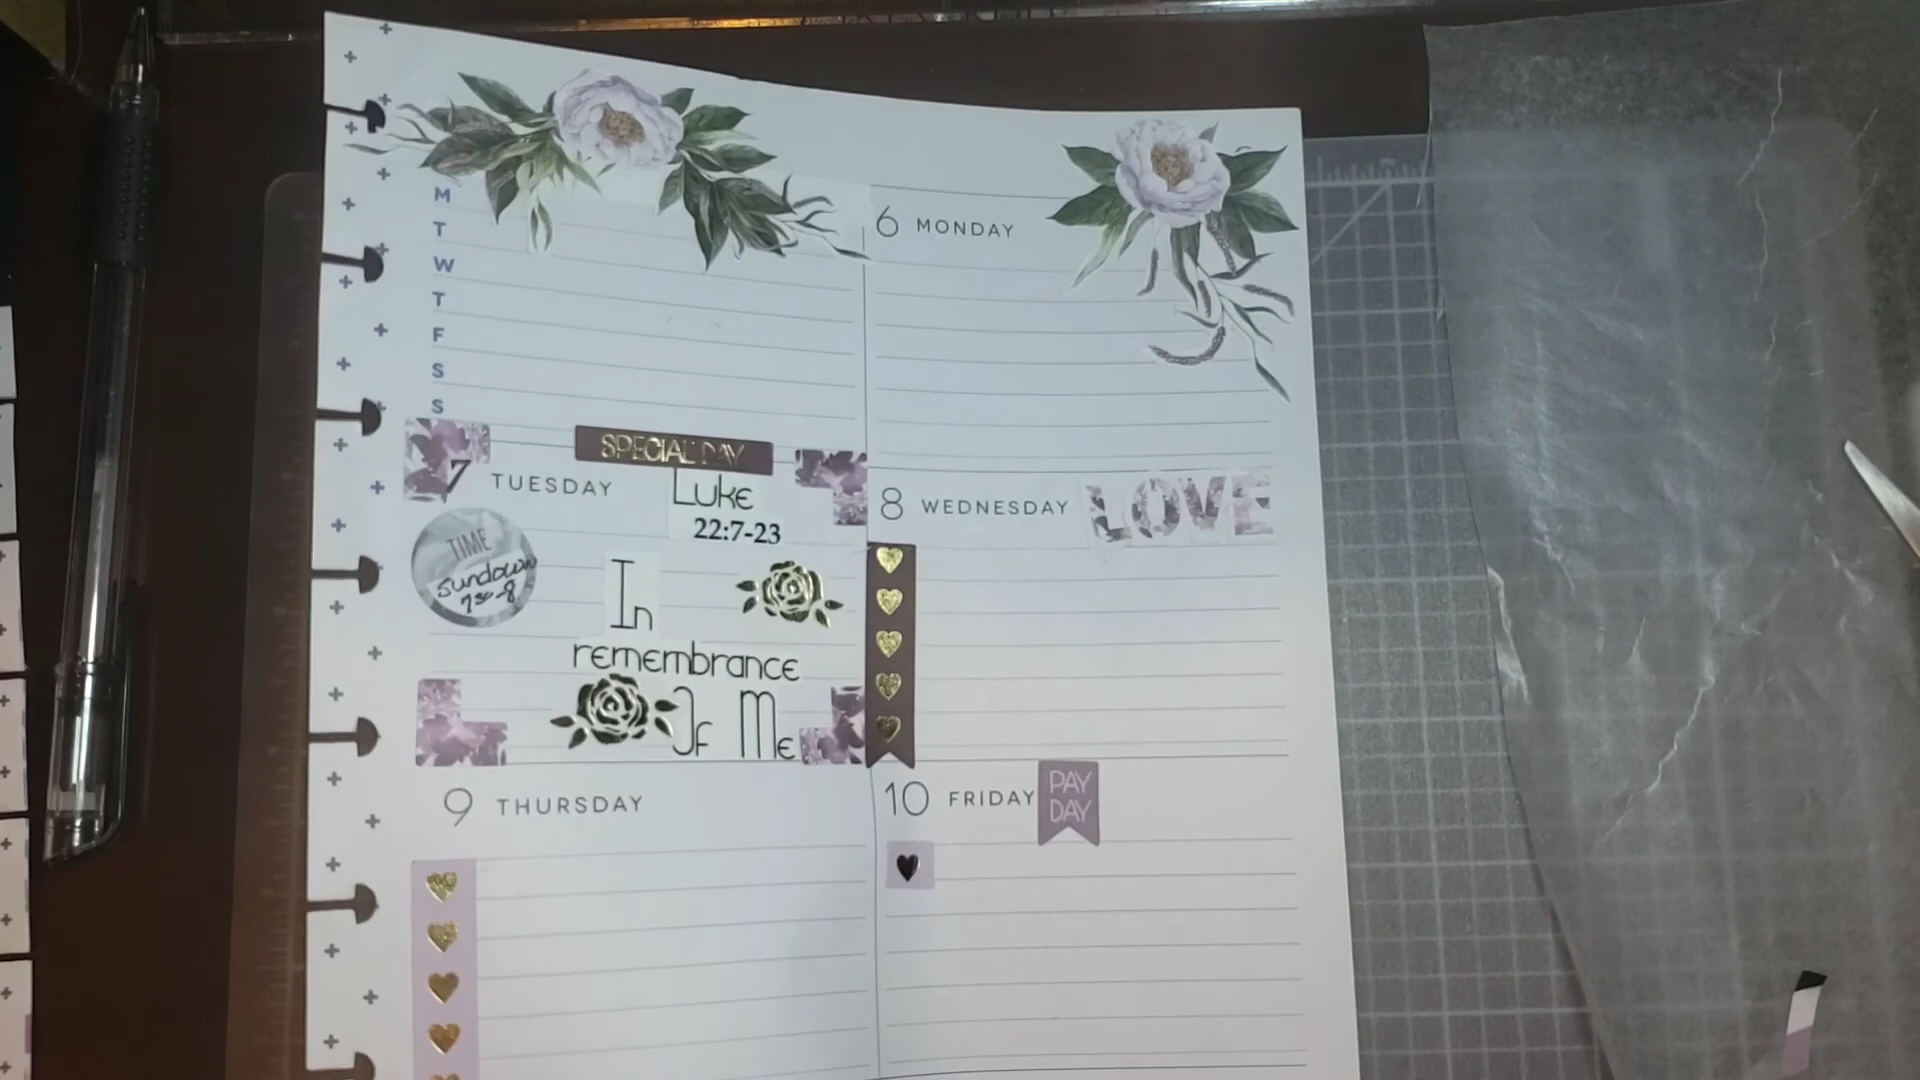 M
T
W
T
F
S
S
6 MONDAY
SPECIAL DAY
7 TUESDAY
Luke
22:7-23
TIME
Sundown
7:30-8
In
remembrance
Of Me
8 WEDNESDAY
LOVE
9 THURSDAY
10 FRIDAY
PAY
DAY